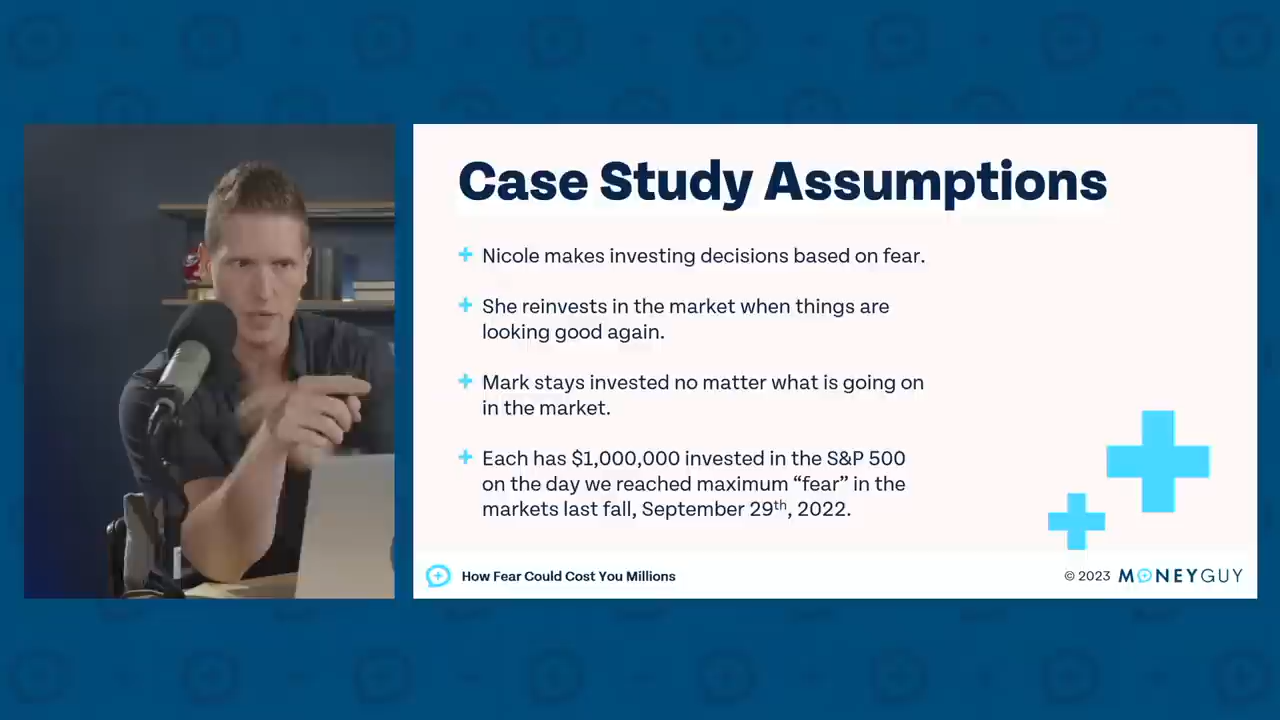 Case Study Assumptions
Nicole makes investing decisions based on fear.
She reinvests in the market when things are
looking good again.
Mark stays invested no matter what is going on
in the market.
Each has $1,000,000 invested in the S&P 500
on the day we reached maximum “fear” in the
markets last fall, September 29th, 2022.
How Fear Could Cost You Millions
© 2023 MONEYGUY